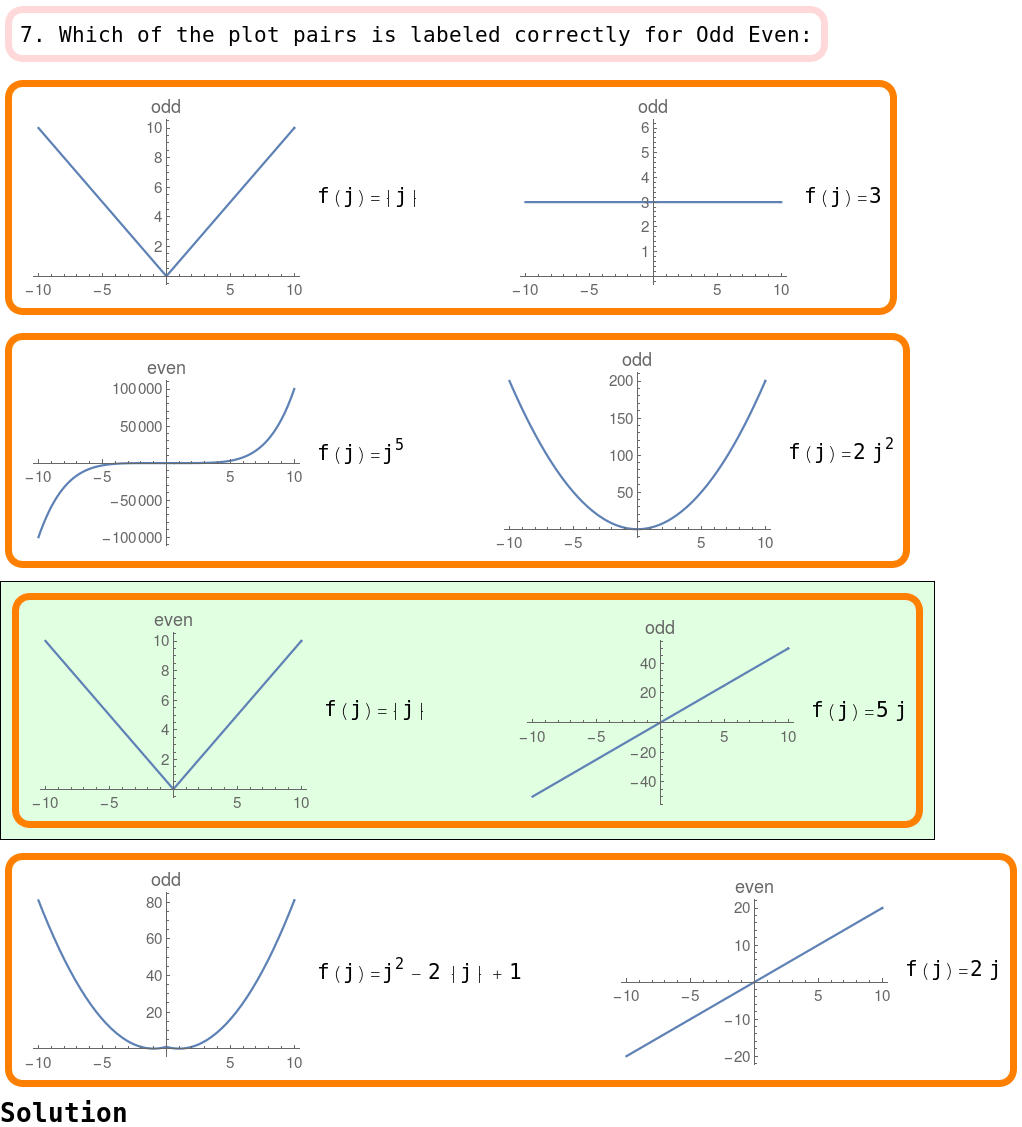 7. Which of the plot pairs is labeled correctly for Odd Even:
odd
10
8
6
4
2
−10 −5 5 10
f(j)=|j|
odd
6
5
4
3
2
1
−10 −5 5 10
f(j)=3
even
100000
50000
−10 −5 5 10
−50000
−100000
f(j)=j⁵
odd
200
150
100
50
−10 −5 5 10
f(j)=2 j²
even
10
8
6
4
2
−10 −5 5 10
f(j)=|j|
odd
40
20
−10 −5 5 10
−20
−40
f(j)=5 j
odd
80
60
40
20
−10 −5 5 10
f(j)=j² − 2 |j| + 1
even
20
10
−10 −5 5 10
−10
−20
f(j)=2 j
Solution